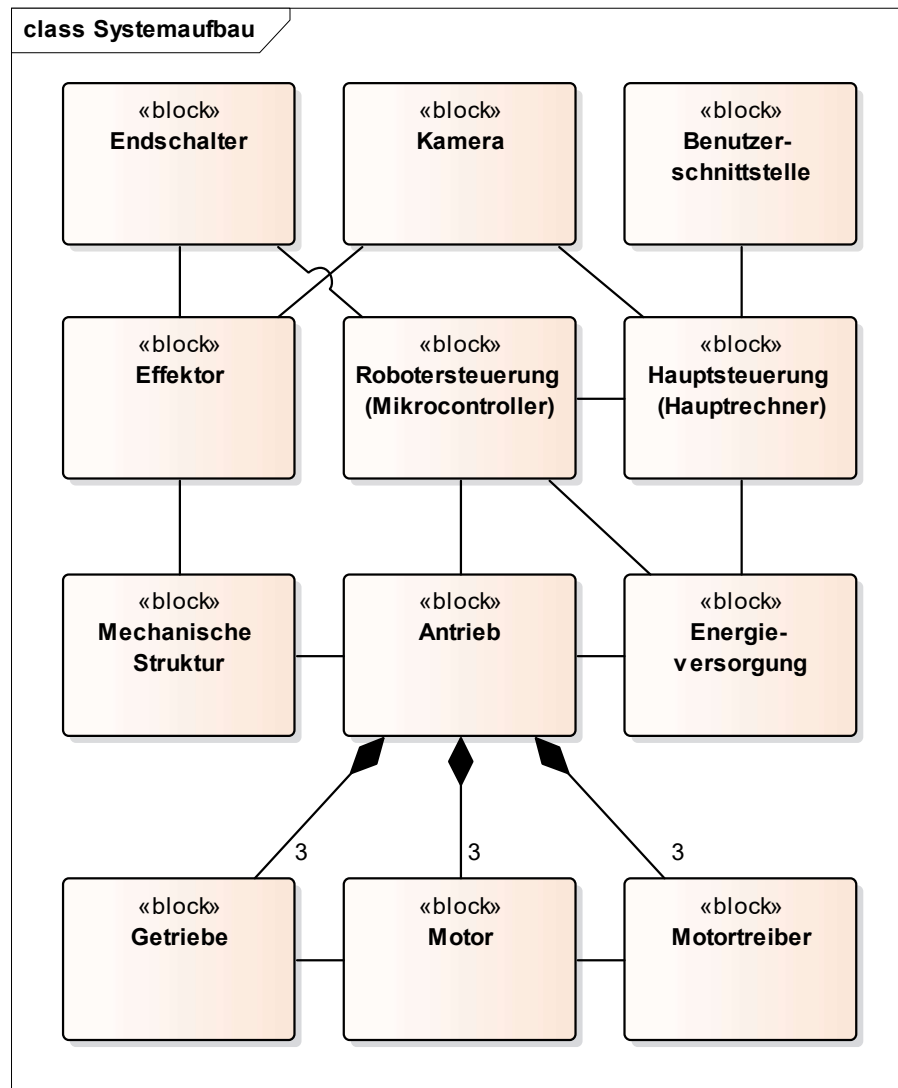 class Systemaufbau
«block»
Endschalter
«block»
Kamera
«block»
Benutzer-
schnittstelle
«block»
Effektor
«block»
Robotersteuerung
(Mikrocontroller)
«block»
Hauptsteuerung
(Hauptrechner)
«block»
Mechanische
Struktur
«block»
Antrieb
«block»
Energie-
versorgung
3
3
3
«block»
Getriebe
«block»
Motor
«block»
Motortreiber